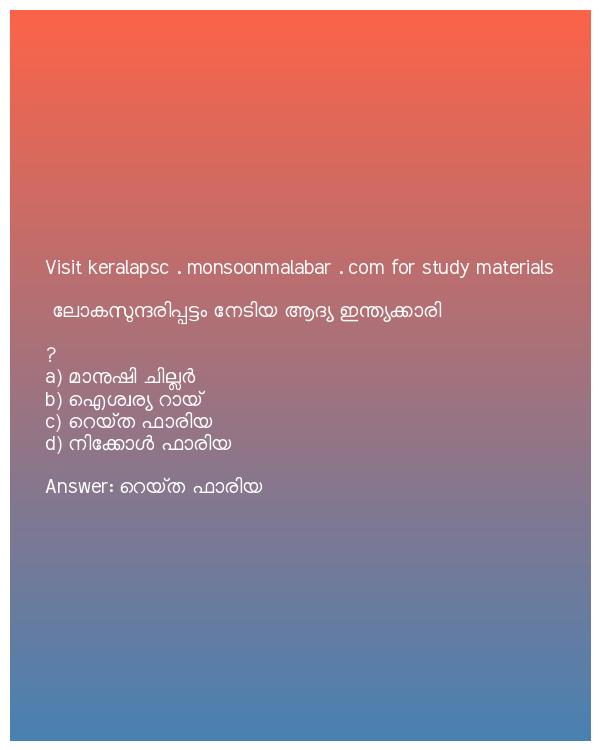 Visit keralapsc . monsoonmalabar . com for study materials
ലോകസുന്ദരിപ്പട്ടം നേടിയ ആദ്യ ഇന്ത്യക്കാരി
?
a) മാനുഷി ചില്ലർ
b) ഐശ്വര്യ റായ്
c) റെയ്ത ഫാരിയ
d) നിക്കോൾ ഫാരിയ
Answer: റെയ്ത ഫാരിയ